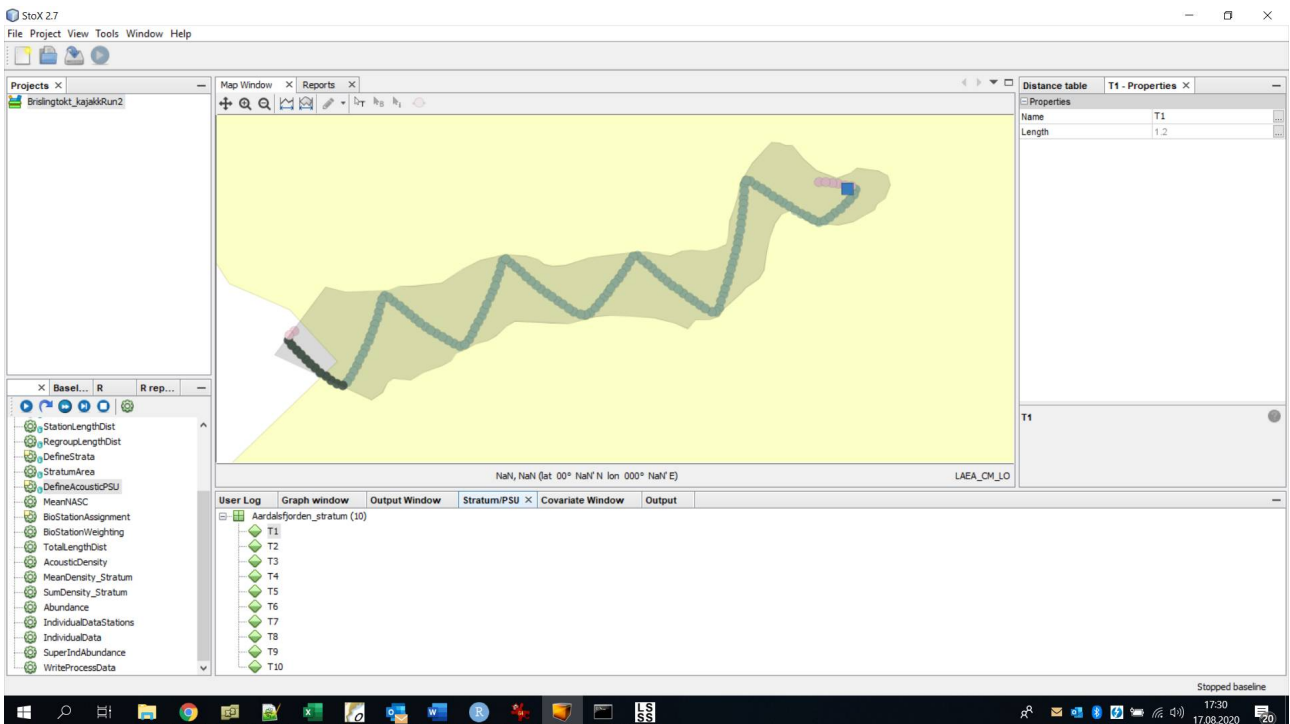 StoX 2.7
File Project View Tools Window Help
Projects
Brislingtokt_kajakkRun2
Map Window Reports
NaN, NaN (lat 00° NaN' N lon 000° NaN' E) LAEA_CM_LO
Distance table T1 - Properties
Properties
Name T1
Length 1.2
T1
Basel... R R rep...
StationLengthDist
RegroupLengthDist
DefineStrata
StratumArea
DefineAcousticPSU
MeanNASC
BioStationAssignment
BioStationWeighting
TotalLengthDist
AcousticDensity
MeanDensity_Stratum
SumDensity_Stratum
Abundance
IndividualDataStations
IndividualData
SuperIndAbundance
WriteProcessData
User Log Graph window Output Window Stratum/PSU Covariate Window Output
Aardalsfjorden_stratum (10)
T1
T2
T3
T4
T5
T6
T7
T8
T9
T10
Stopped baseline
LS
SS
17:30
17.08.2020
20